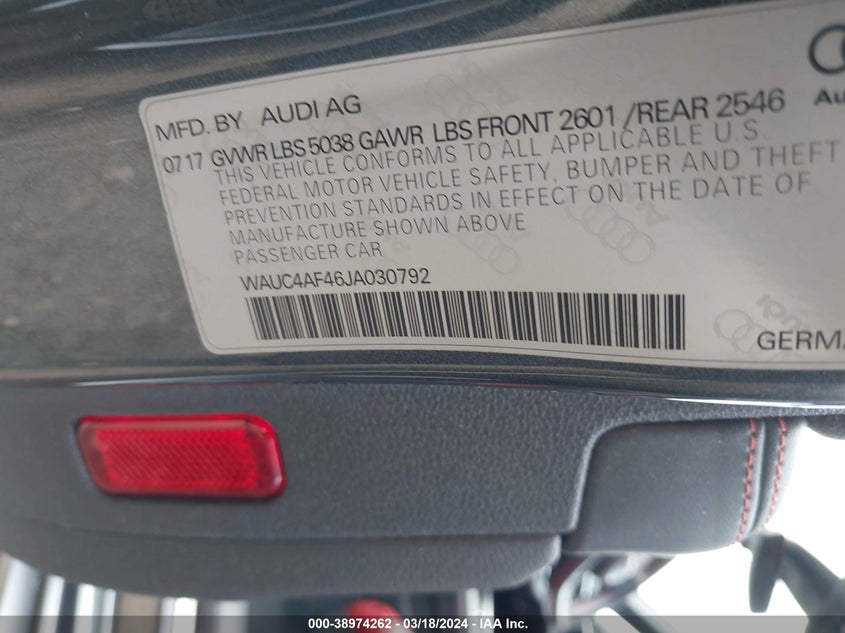 MFD. BY AUDI AG
07 17 GVWR LBS 5038 GAWR LBS FRONT 2601 / REAR 2546
THIS VEHICLE CONFORMS TO ALL APPLICABLE U.S.
FEDERAL MOTOR VEHICLE SAFETY, BUMPER AND THEFT
PREVENTION STANDARDS IN EFFECT ON THE DATE OF
MANUFACTURE SHOWN ABOVE
PASSENGER CAR
WAUC4AF46JA030792
000-38974262 - 03/18/2024 - IAA Inc.